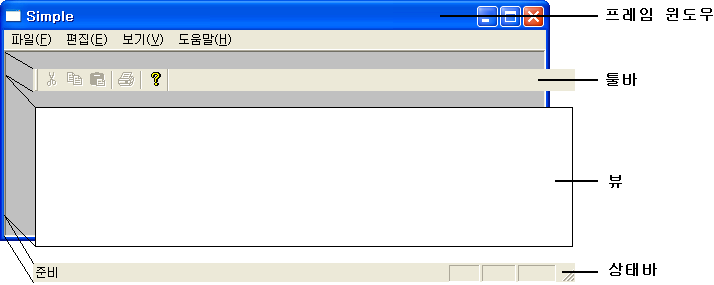 Simple
프레임 윈도우
파일(F) 편집(E) 보기(V) 도움말(H)
툴바
뷰
준비
상태바